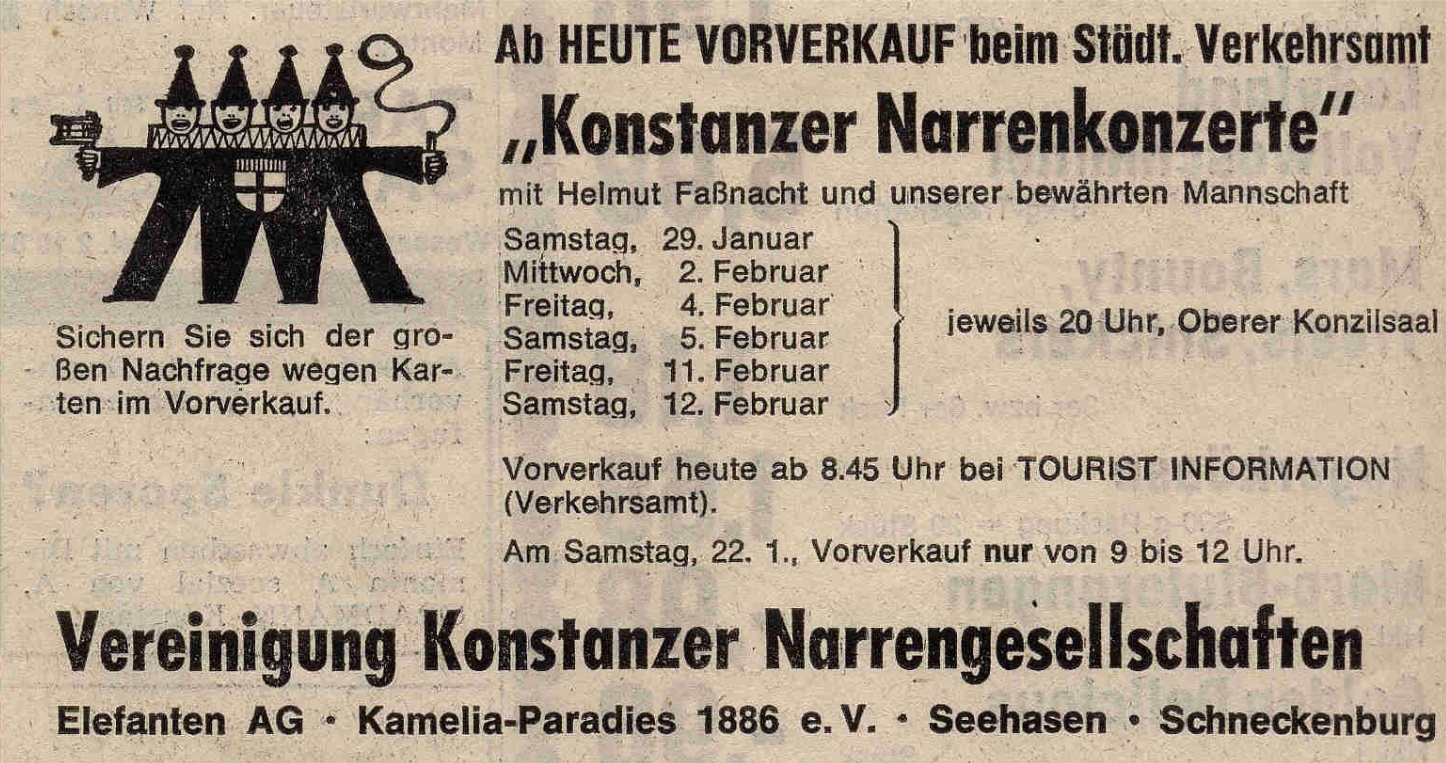 Ab HEUTE VORVERKAUF beim Städt. Verkehrsamt
„Konstanzer Narrenkonzerte“
mit Helmut Faßnacht und unserer bewährten Mannschaft
Samstag, 29. Januar
Mittwoch, 2. Februar
Freitag, 4. Februar
Samstag, 5. Februar
Freitag, 11. Februar
Samstag, 12. Februar
jeweils 20 Uhr, Oberer Konzilsaal
Sichern Sie sich der gro-
ßen Nachfrage wegen Kar-
ten im Vorverkauf.
Vorverkauf heute ab 8.45 Uhr bei TOURIST INFORMATION
(Verkehrsamt).
Am Samstag, 22. 1., Vorverkauf nur von 9 bis 12 Uhr.
Vereinigung Konstanzer Narrengesellschaften
Elefanten AG · Kamelia-Paradies 1886 e. V. · Seehasen · Schneckenburg